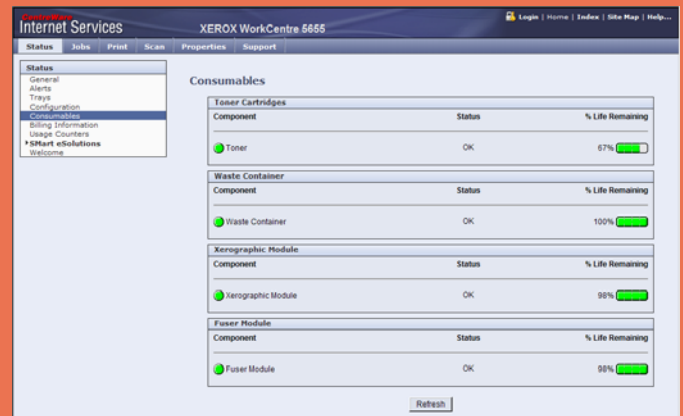 CentreWare
Internet Services
XEROX WorkCentre 5655
Login | Home | Index | Site Map | Help...
Status Jobs Print Scan Properties Support
Status
General
Alerts
Trays
Configuration
Consumables
Billing Information
Usage Counters
SMart eSolutions
Welcome
Consumables
Toner Cartridges
Component Status % Life Remaining
Toner OK 67%
Waste Container
Component Status % Life Remaining
Waste Container OK 100%
Xerographic Module
Component Status % Life Remaining
Xerographic Module OK 98%
Fuser Module
Component Status % Life Remaining
Fuser Module OK 98%
Refresh